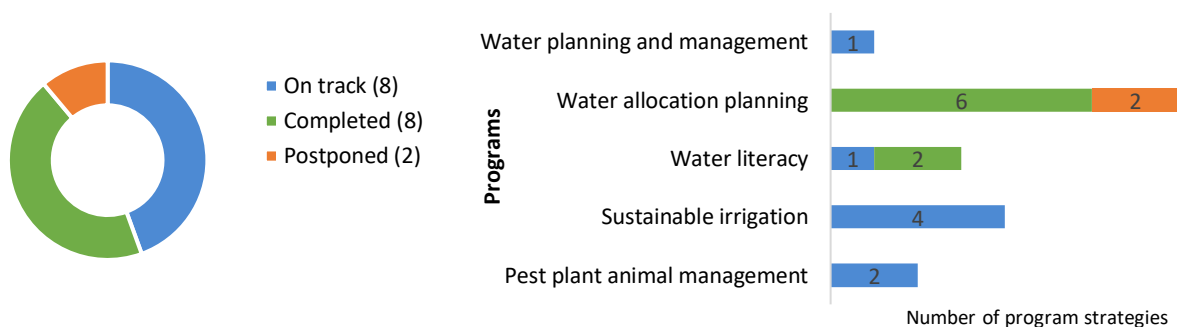 On track (8)
Completed (8)
Postponed (2)
Programs
Water planning and management
1
Water allocation planning
6 2
Water literacy
1 2
Sustainable irrigation
4
Pest plant animal management
2
Number of program strategies